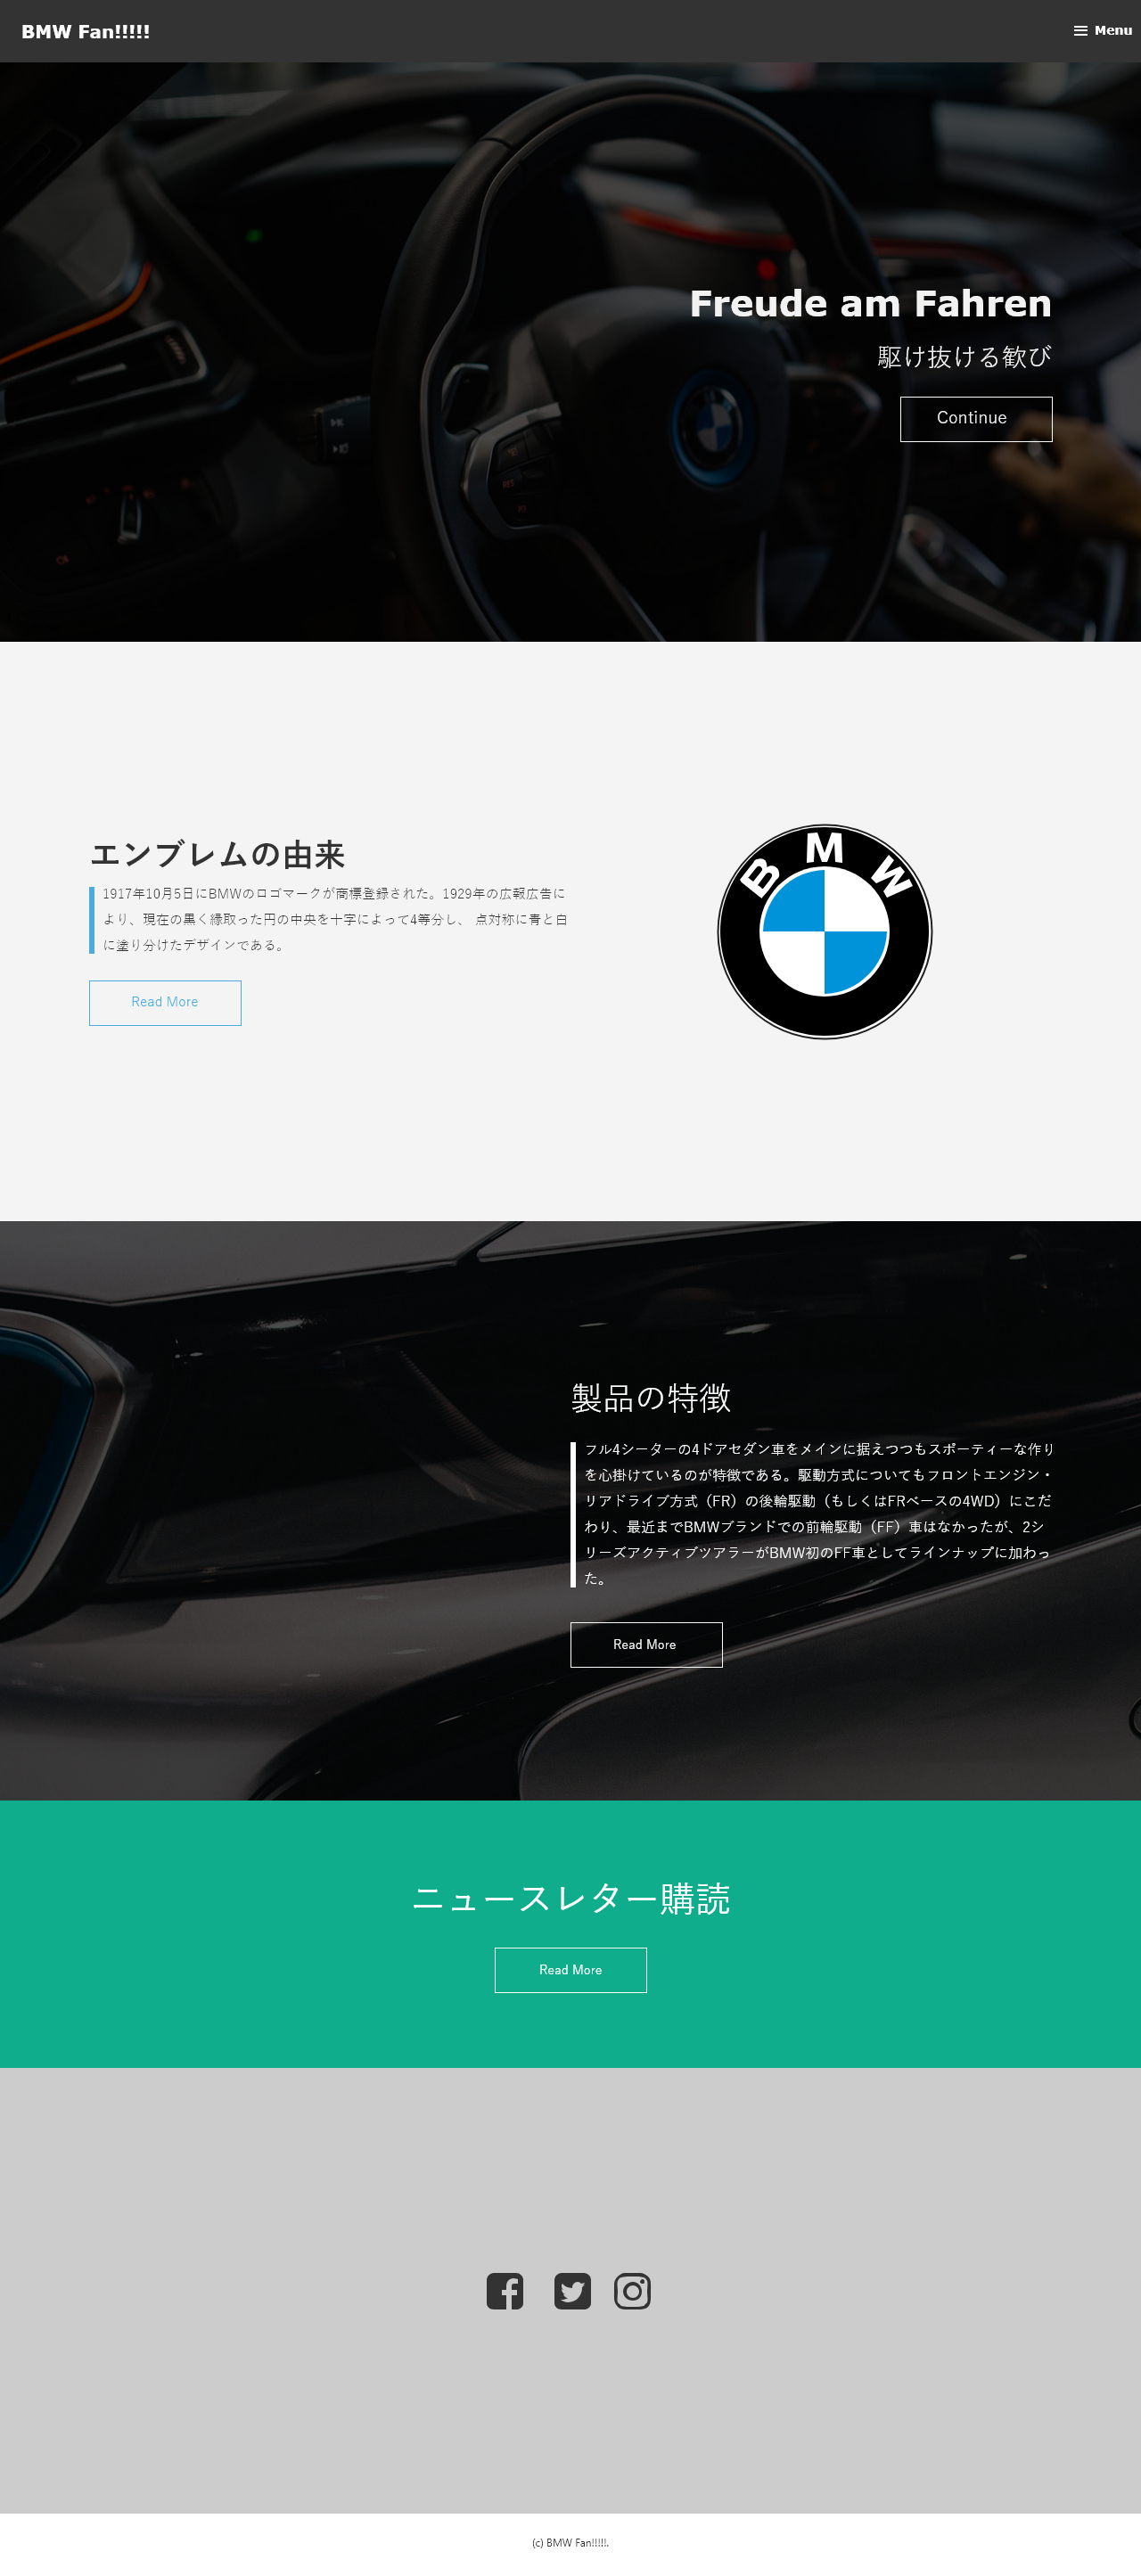 BMW Fan!!!!!
Menu
Freude am Fahren
駆け抜ける歓び
Continue
エンブレムの由来
1917年10月5日にBMWのロゴマークが商標登録された。1929年の広報広告に
より、現在の黒く縁取った円の中央を十字によって4等分し、 点対称に青と白
に塗り分けたデザインである。
Read More
BMW
製品の特徴
フル4シーターの4ドアセダン車をメインに据えつつもスポーティーな作り
を心掛けているのが特徴である。駆動方式についてもフロントエンジン・
リアドライブ方式（FR）の後輪駆動（もしくはFRベースの4WD）にこだ
わり、最近までBMWブランドでの前輪駆動（FF）車はなかったが、2シ
リーズアクティブツアラーがBMW初のFF車としてラインナップに加わっ
た。
Read More
ニュースレター購読
Read More
(c) BMW Fan!!!!!.